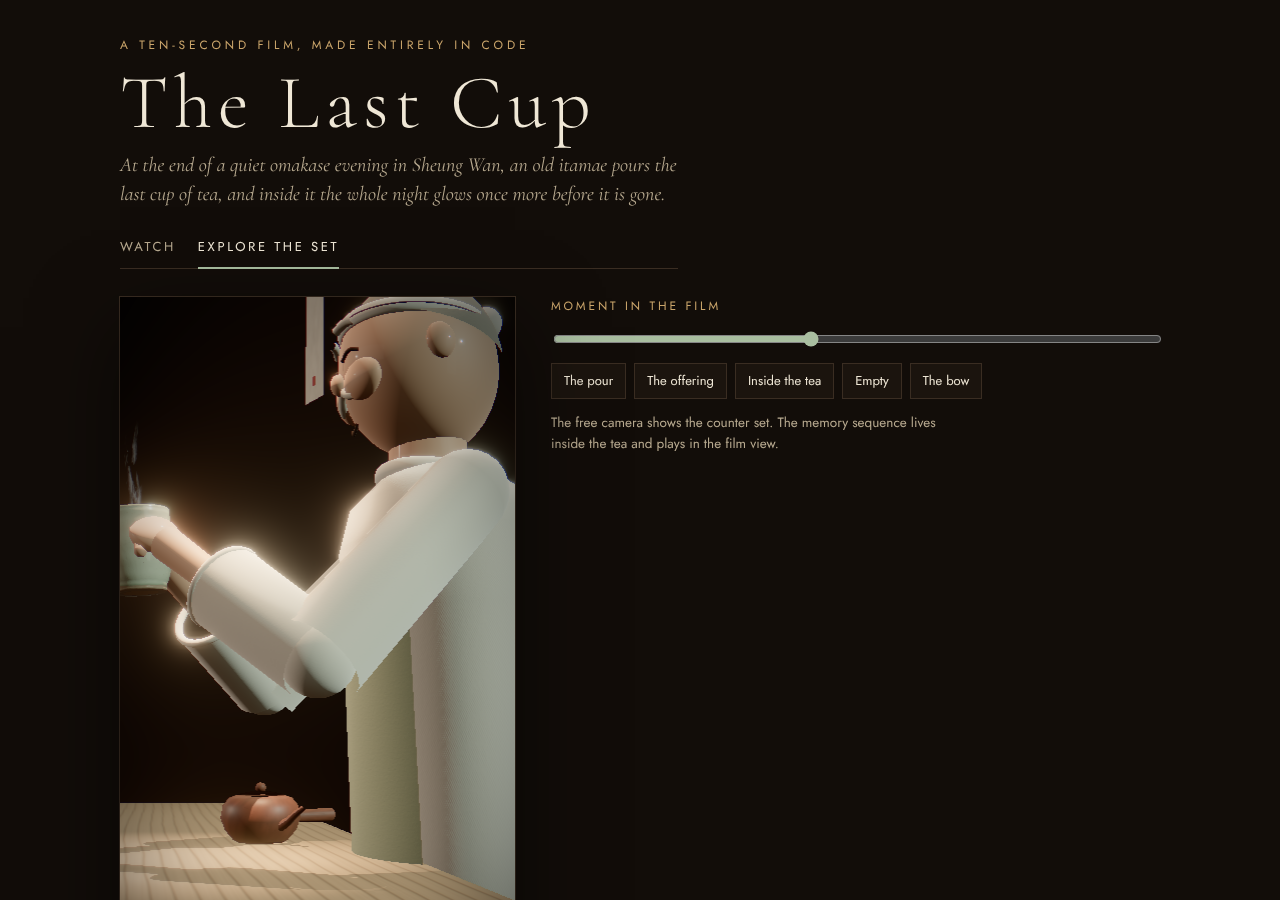 A TEN-SECOND FILM, MADE ENTIRELY IN CODE
The Last Cup
At the end of a quiet omakase evening in Sheung Wan, an old itamae pours the
last cup of tea, and inside it the whole night glows once more before it is gone.
WATCH EXPLORE THE SET
MOMENT IN THE FILM
The pour The offering Inside the tea Empty The bow
The free camera shows the counter set. The memory sequence lives
inside the tea and plays in the film view.